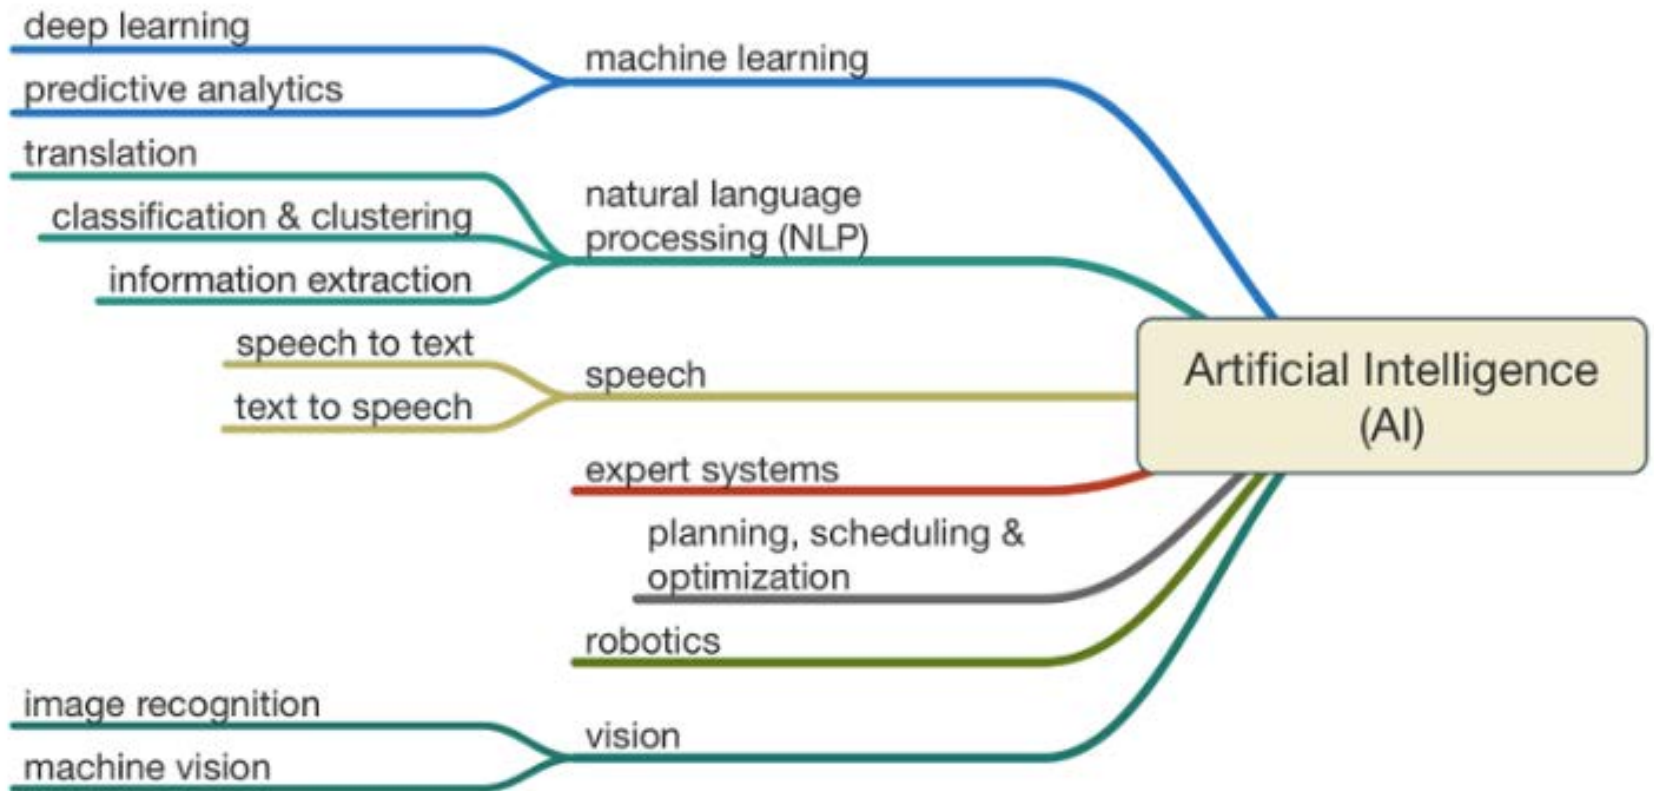 deep learning
predictive analytics
machine learning
translation
classification & clustering
information extraction
natural language
processing (NLP)
speech to text
text to speech
speech
expert systems
planning, scheduling &
optimization
robotics
image recognition
machine vision
vision
Artificial Intelligence
(AI)